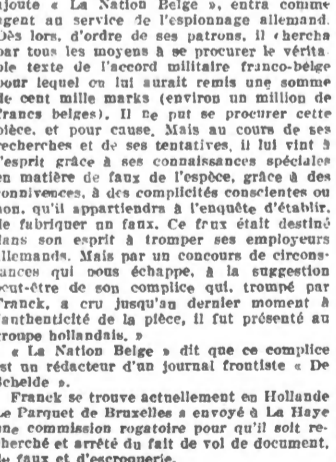 ajoute « La Nation Belge », entra comme
agent au service de l'espionnage allemand.
Dès lors, d'ordre de ses patrons, il chercha
par tous les moyens à se procurer le vérita-
ble texte de l'accord militaire franco-belge
pour lequel on lui aurait remis une somme
de cent mille marks (environ un million de
francs belges). Il ne put se procurer cette
pièce, et pour cause. Mais au cours de ses
recherches et de ses tentatives, il lui vint à
l'esprit grâce à ses connaissances spéciales
en matière de faux de l'espèce, grâce à des
connivences, à des complicités conscientes ou
non, qu'il appartiendra à l'enquête d'établir,
de fabriquer un faux. Ce faux était destiné
dans son esprit à tromper ses employeurs
allemands. Mais par un concours de circons-
tances qui nous échappe, à la suggestion
peut-être de son complice qui, trompé par
Franck, a cru jusqu'au dernier moment à
l'authenticité de la pièce, il fut présenté au
groupe hollandais. »
« La Nation Belge » dit que ce complice
est un rédacteur d'un journal frontiste « De
Schelde ».
Franck se trouve actuellement en Hollande
Le Parquet de Bruxelles a envoyé à La Haye
une commission rogatoire pour qu'il soit re-
cherché et arrêté du fait de vol de document,
de faux et d'escroquerie.